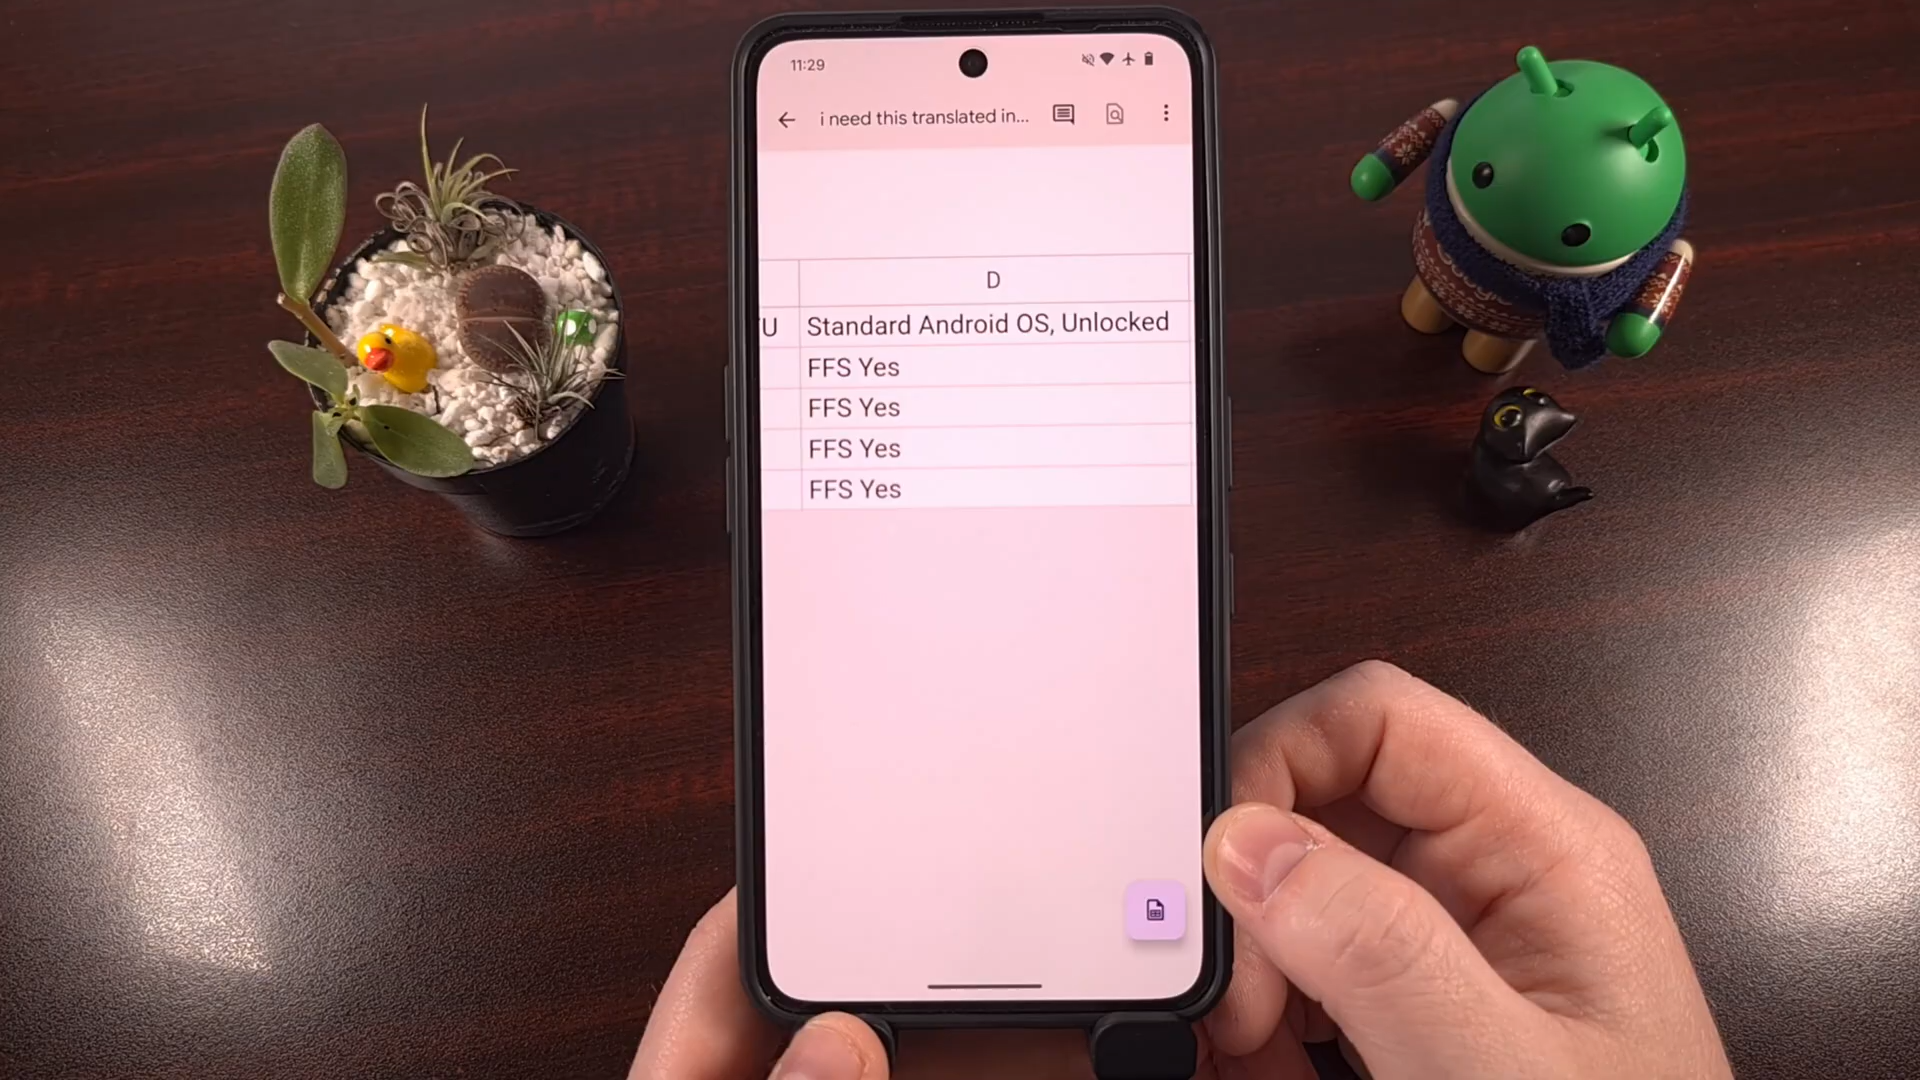 11:29
i need this translated in...
D
U Standard Android OS, Unlocked
FFS Yes
FFS Yes
FFS Yes
FFS Yes